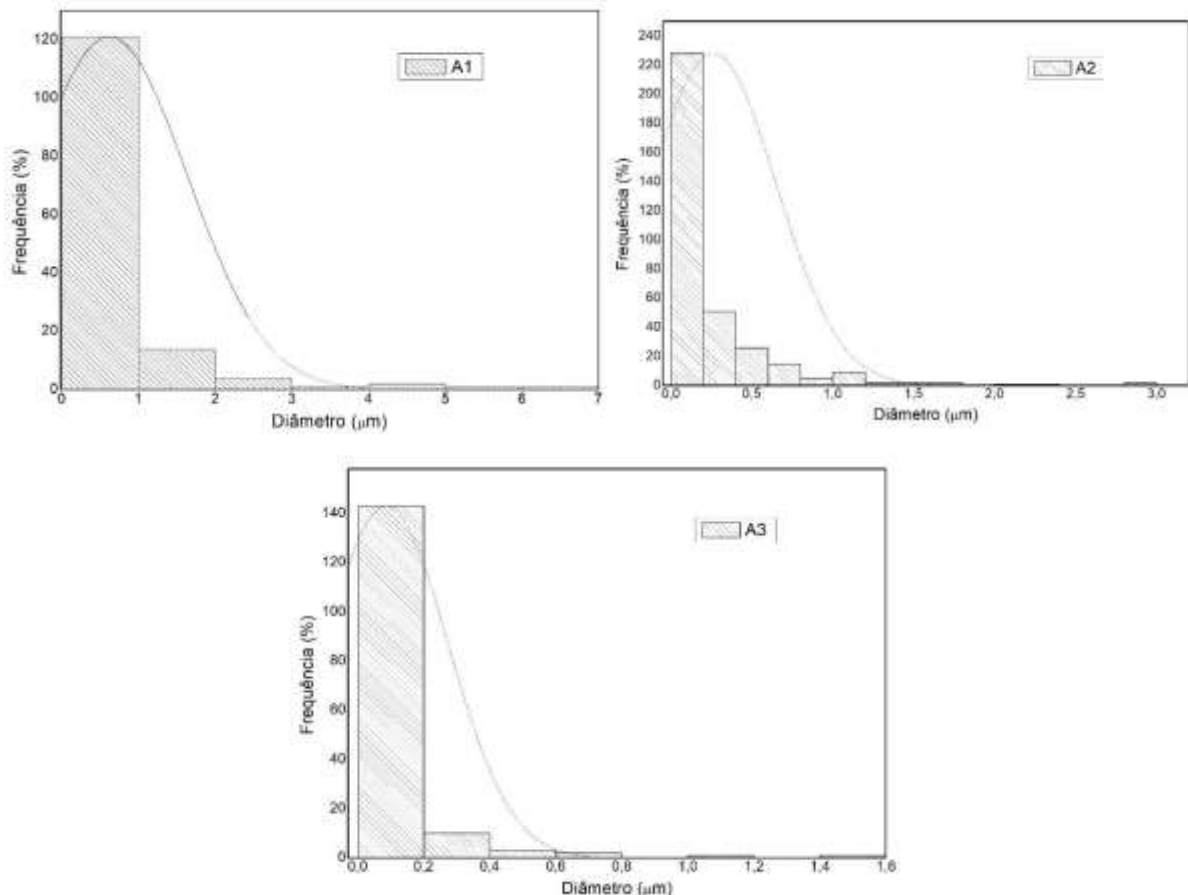 120
100
80
60
40
20
0
Frequência (%)
A1
0 1 2 3 4 5 6 7
Diâmetro (μm)
240
220
200
180
160
140
120
100
80
60
40
20
0
Frequência (%)
A2
0,0 0,5 1,0 1,5 2,0 2,5 3,0
Diâmetro (μm)
140
120
100
80
60
40
20
0
Frequência (%)
A3
0,0 0,2 0,4 0,6 0,8 1,0 1,2 1,4 1,6
Diâmetro (μm)